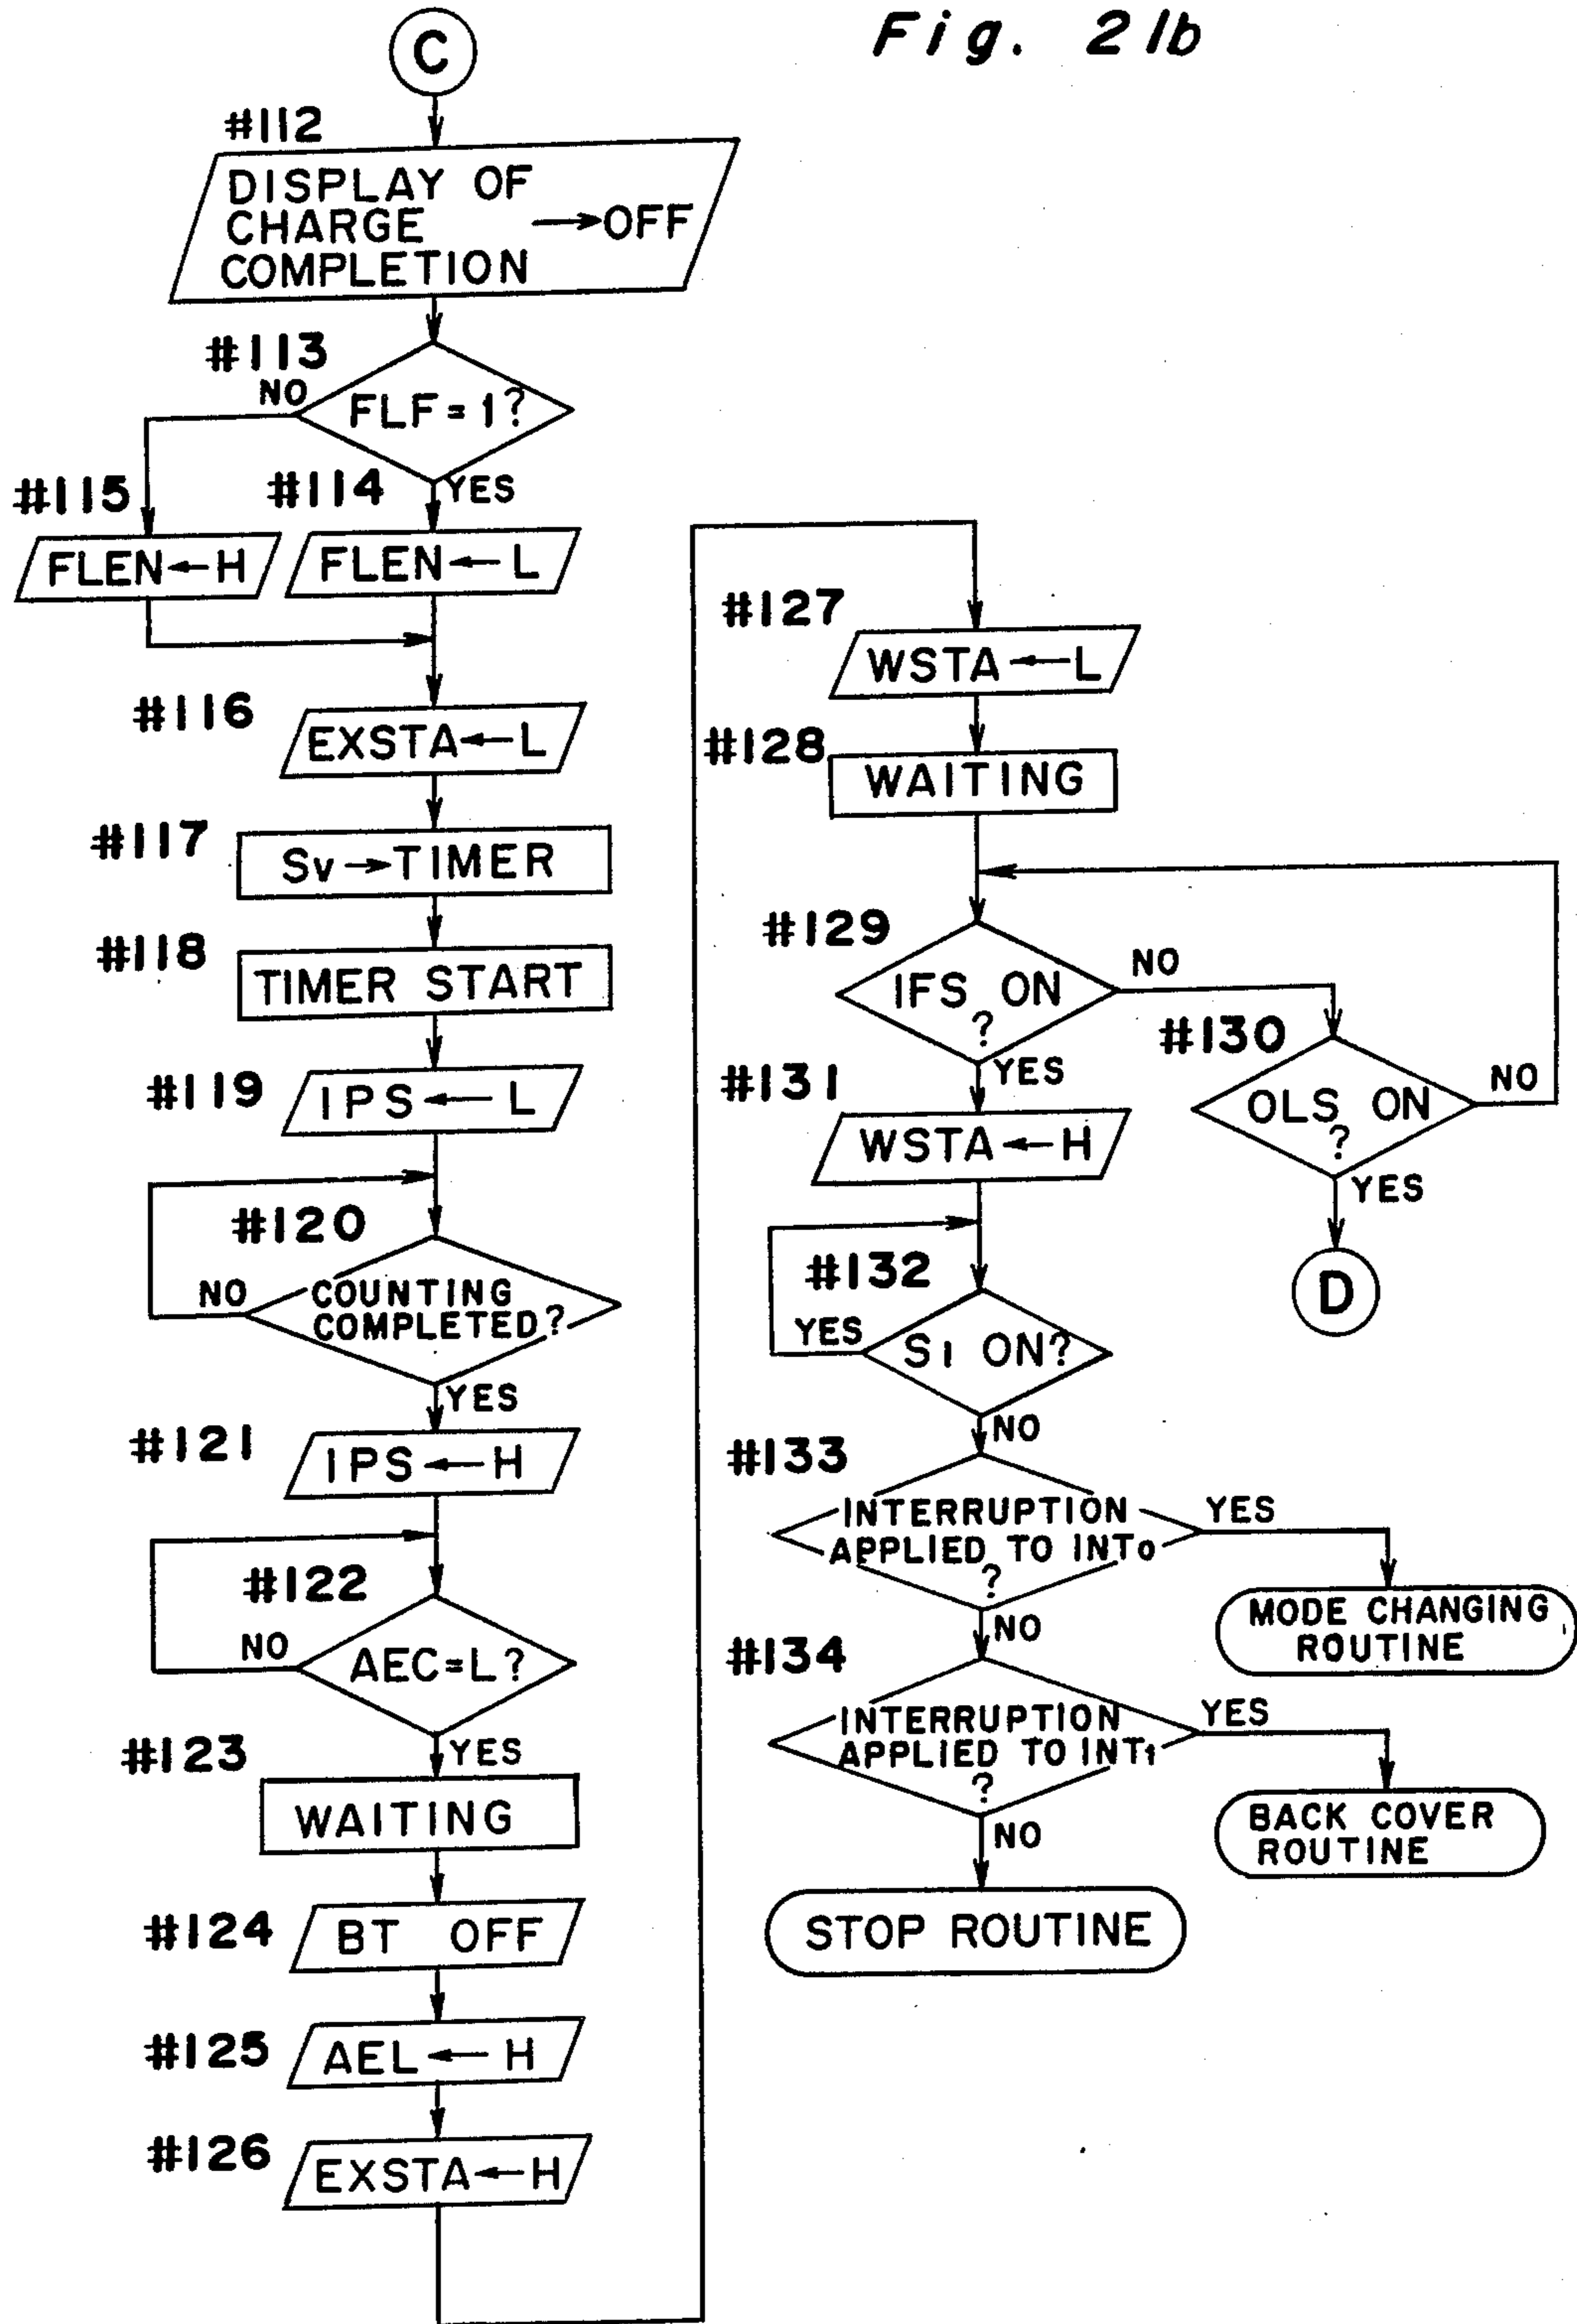 Fig. 21b
C
#112
DISPLAY OF
CHARGE →OFF
COMPLETION
#113
NO
FLF=1?
YES
#115
#114
FLEN←H
FLEN←L
#116
EXSTA←L
#117
Sv→TIMER
#118
TIMER START
#119
IPS←L
#120
NO
COUNTING
COMPLETED?
YES
#121
IPS←H
#122
NO
AEC=L?
YES
#123
WAITING
#124
BT OFF
#125
AEL←H
#126
EXSTA←H
#127
WSTA←L
#128
WAITING
#129
IFS ON
?
NO
YES
#130
OLS ON
?
NO
YES
D
#131
WSTA←H
#132
YES
S1 ON?
NO
#133
INTERRUPTION
APPLIED TO INT0
?
YES
NO
MODE CHANGING
ROUTINE
#134
INTERRUPTION
APPLIED TO INT1
?
YES
NO
BACK COVER
ROUTINE
STOP ROUTINE